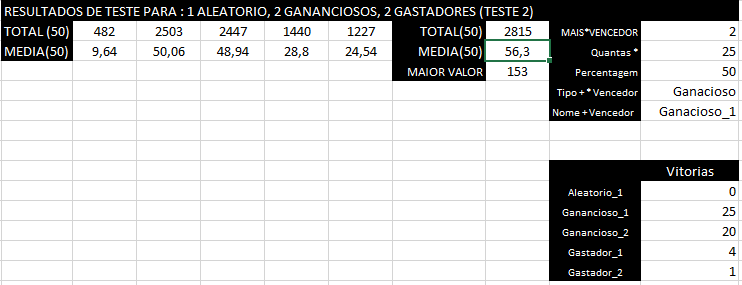 RESULTADOS DE TESTE PARA : 1 ALEATORIO, 2 GANANCIOSOS, 2 GASTADORES (TESTE 2)
TOTAL (50) 482 2503 2447 1440 1227 TOTAL(50) 2815 MAIS*VENCEDOR 2
MEDIA(50) 9,64 50,06 48,94 28,8 24,54 MEDIA(50) 56,3 Quantas * 25
MAIOR VALOR 153 Percentagem 50
Tipo + * Vencedor Ganacioso
Nome + Vencedor Ganacioso_1
Vitorias
Aleatorio_1 0
Ganancioso_1 25
Ganancioso_2 20
Gastador_1 4
Gastador_2 1